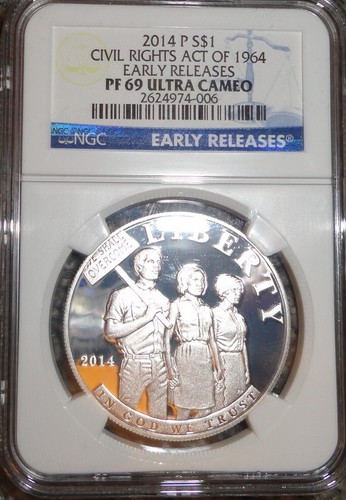 2014 P S$1
CIVIL RIGHTS ACT OF 1964
EARLY RELEASES
PF 69 ULTRA CAMEO
2624974-006
NGC
EARLY RELEASES®
LIBERTY
SHALL
OVERCOME
2014
IN GOD WE TRUST